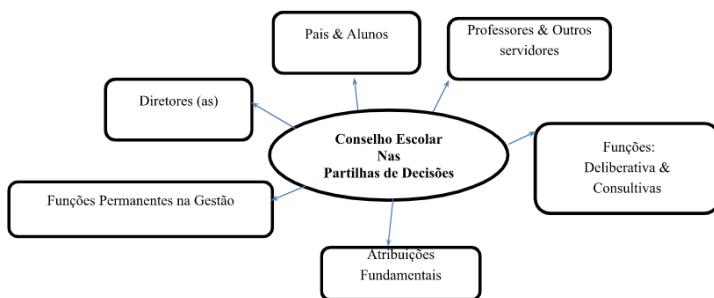 Pais & Alunos
Professores & Outros
servidores
Diretores (as)
Conselho Escolar
Nas
Partilhas de Decisões
Funções:
Deliberativa &
Consultivas
Funções Permanentes na Gestão
Atribuições
Fundamentais